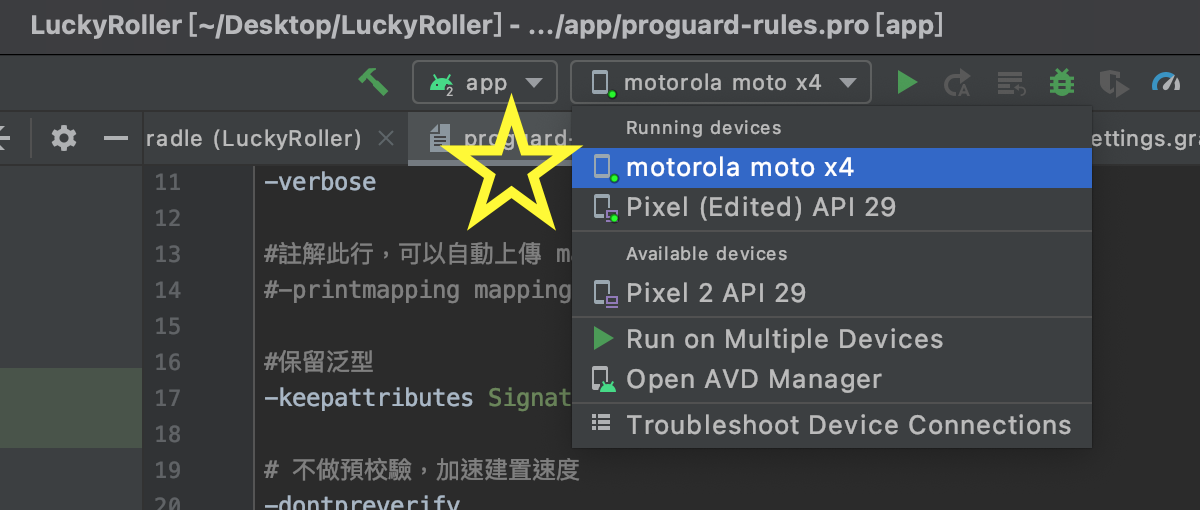 LuckyRoller [~/Desktop/LuckyRoller] - .../app/proguard-rules.pro [app]
2 app motorola moto x4
radle (LuckyRoller) proguard- ettings.gra
Running devices
motorola moto x4
Pixel (Edited) API 29
Available devices
Pixel 2 API 29
Run on Multiple Devices
Open AVD Manager
Troubleshoot Device Connections
11 -verbose
12
13 #註解此行，可以自動上傳 ma
14 #-printmapping mapping
15
16 #保留泛型
17 -keepattributes Signat
18
19 # 不做預校驗，加速建置速度
20 -dontpreverify